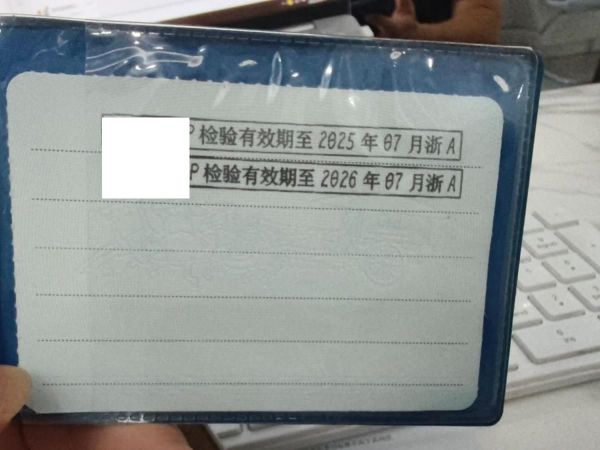 P 检验有效期至 2025 年 07 月浙 A
P 检验有效期至 2026 年 07 月浙 A